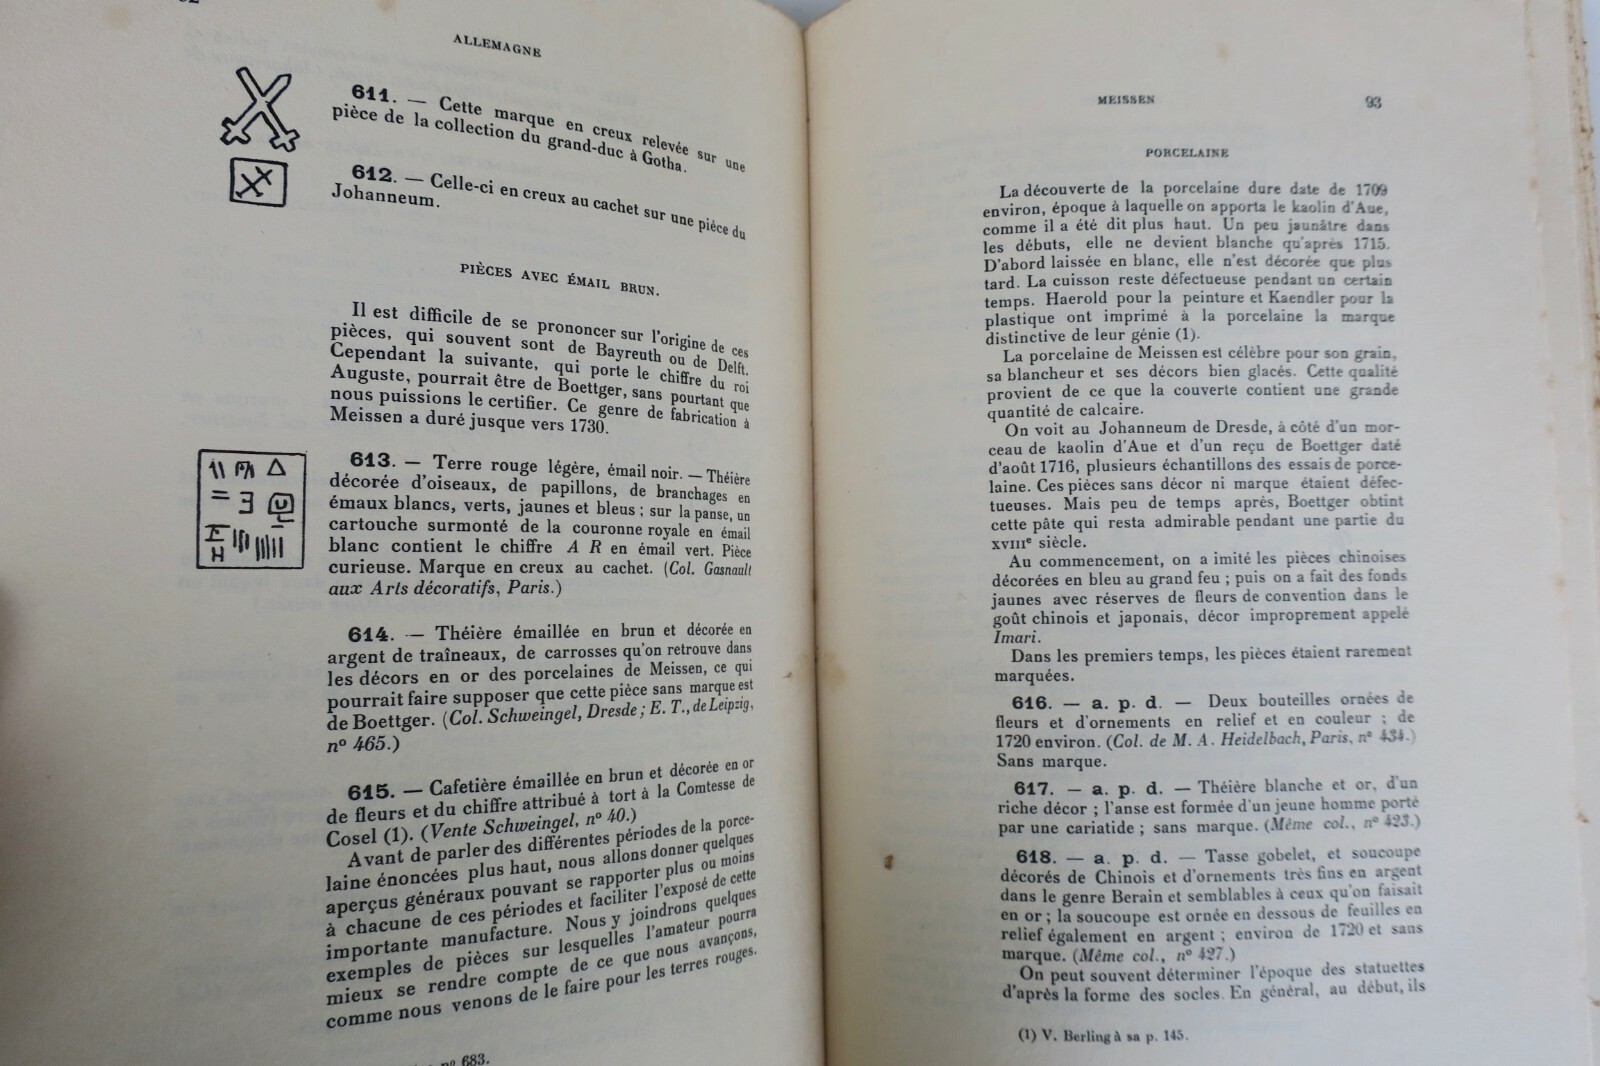 ALLEMAGNE
611. — Cette marque en creux relevée sur une
pièce de la collection du grand-duc à Gotha.
612. — Celle-ci en creux au cachet sur une pièce du
Johanneum.
PIÈCES AVEC ÉMAIL BRUN.
Il est difficile de se prononcer sur l'origine de ces
pièces, qui souvent sont de Bayreuth ou de Delft.
Cependant la suivante, qui porte le chiffre du roi
Auguste, pourrait être de Boettger, sans pourtant que
nous puissions le certifier. Ce genre de fabrication à
Meissen a duré jusque vers 1730.
613. — Terre rouge légère, émail noir. — Théière
décorée d'oiseaux, de papillons, de branchages en
émaux blancs, verts, jaunes et bleus ; sur la panse, un
cartouche surmonté de la couronne royale en émail
blanc contient le chiffre A R en émail vert. Pièce
curieuse. Marque en creux au cachet. (Col. Gasnault
aux Arts décoratifs, Paris.)
614. — Théière émaillée en brun et décorée en
argent de traîneaux, de carrosses qu'on retrouve dans
les décors en or des porcelaines de Meissen, ce qui
pourrait faire supposer que cette pièce sans marque est
de Boettger. (Col. Schweingel, Dresde ; E. T., de Leipzig,
nº 465.)
615. — Cafetière émaillée en brun et décorée en or
de fleurs et du chiffre attribué à tort à la Comtesse de
Cosel (1). (Vente Schweingel, nº 40.)
Avant de parler des différentes périodes de la porce-
laine énoncées plus haut, nous allons donner quelques
aperçus généraux pouvant se rapporter plus ou moins
à chacune de ces périodes et faciliter l'exposé de cette
importante manufacture. Nous y joindrons quelques
exemples de pièces sur lesquelles l'amateur pourra
mieux se rendre compte de ce que nous avançons,
comme nous venons de le faire pour les terres rouges.
nº 683.
MEISSEN 93
PORCELAINE
La découverte de la porcelaine dure date de 1709
environ, époque à laquelle on apporta le kaolin d'Aue,
comme il a été dit plus haut. Un peu jaunâtre dans
les débuts, elle ne devient blanche qu'après 1715.
D'abord laissée en blanc, elle n'est décorée que plus
tard. La cuisson reste défectueuse pendant un certain
temps. Haerold pour la peinture et Kaendler pour la
plastique ont imprimé à la porcelaine la marque
distinctive de leur génie (1).
La porcelaine de Meissen est célèbre pour son grain,
sa blancheur et ses décors bien glacés. Cette qualité
provient de ce que la couverte contient une grande
quantité de calcaire.
On voit au Johanneum de Dresde, à côté d'un mor-
ceau de kaolin d'Aue et d'un reçu de Boettger daté
d'août 1716, plusieurs échantillons des essais de porce-
laine. Ces pièces sans décor ni marque étaient défec-
tueuses. Mais peu de temps après, Boettger obtint
cette pâte qui resta admirable pendant une partie du
XVIIIe siècle.
Au commencement, on a imité les pièces chinoises
décorées en bleu au grand feu ; puis on a fait des fonds
jaunes avec réserves de fleurs de convention dans le
goût chinois et japonais, décor improprement appelé
Imari.
Dans les premiers temps, les pièces étaient rarement
marquées.
616. — a. p. d. — Deux bouteilles ornées de
fleurs et d'ornements en relief et en couleur ; de
1720 environ. (Col. de M. A. Heidelbach, Paris, nº 434.)
Sans marque.
617. — a. p. d. — Théière blanche et or, d'un
riche décor ; l'anse est formée d'un jeune homme porté
par une cariatide ; sans marque. (Même col., nº 423.)
618. — a. p. d. — Tasse gobelet, et soucoupe
décorés de Chinois et d'ornements très fins en argent
dans le genre Berain et semblables à ceux qu'on faisait
en or ; la soucoupe est ornée en dessous de feuilles en
relief également en argent ; environ de 1720 et sans
marque. (Même col., nº 427.)
On peut souvent déterminer l'époque des statuettes
d'après la forme des socles. En général, au début, ils
(1) V. Berling à sa p. 145.